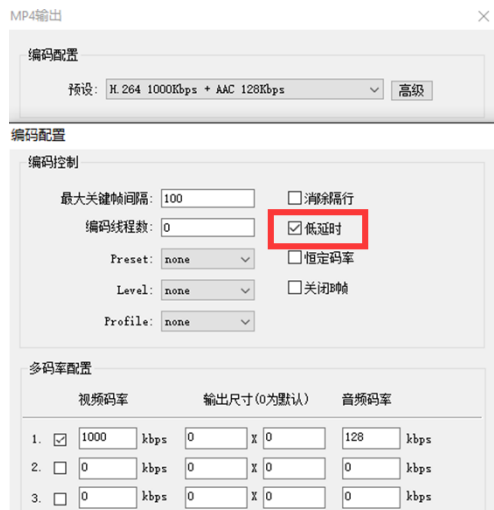 MP4输出
编码配置
预设: H.264 1000Kbps + AAC 128Kbps 高级
编码配置
编码控制
最大关键帧间隔: 100 消除隔行
编码线程数: 0 低延时
Preset: none 恒定码率
Level: none 关闭B帧
Profile: none
多码率配置
视频码率 输出尺寸(0为默认) 音频码率
1. 1000 kbps 0 X 0 128 kbps
2. 0 kbps 0 X 0 0 kbps
3. 0 kbps 0 X 0 0 kbps